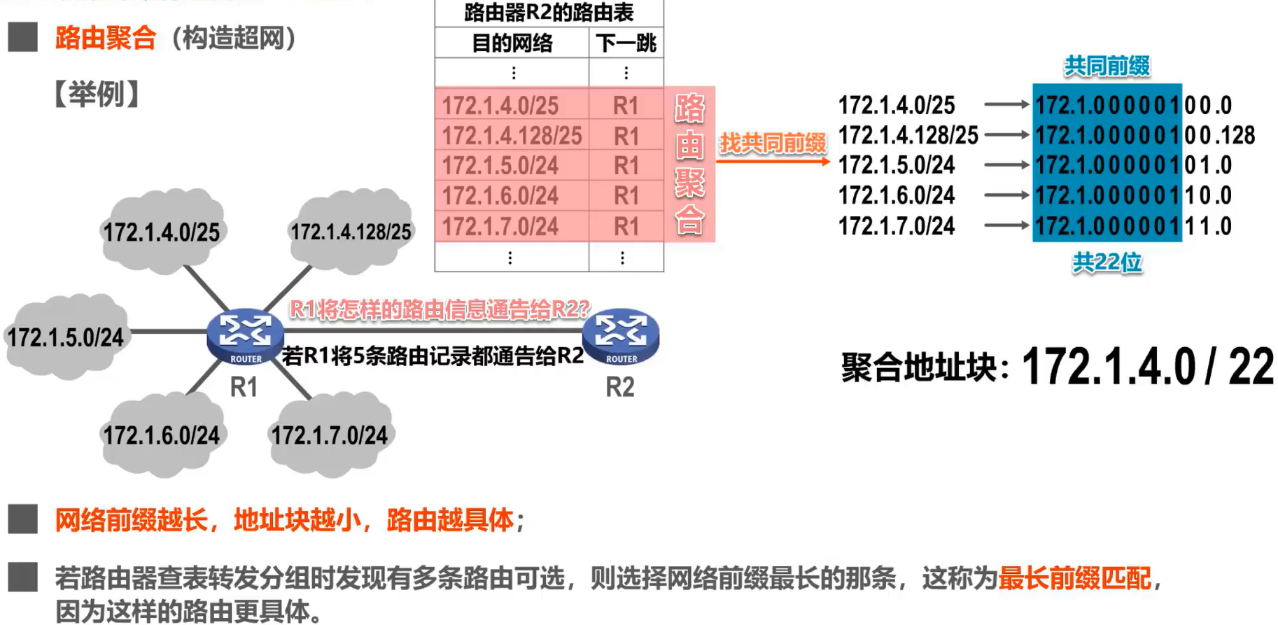 路由聚合（构造超网）
【举例】
路由器R2的路由表
目的网络 下一跳
⋮ ⋮
172.1.4.0/25 R1
172.1.4.128/25 R1
172.1.5.0/24 R1
172.1.6.0/24 R1
172.1.7.0/24 R1
⋮ ⋮
路由聚合
找共同前缀
共同前缀
172.1.4.0/25 172.1.00000100.0
172.1.4.128/25 172.1.00000100.128
172.1.5.0/24 172.1.00000101.0
172.1.6.0/24 172.1.00000110.0
172.1.7.0/24 172.1.00000111.0
共22位
172.1.4.0/25
172.1.4.128/25
172.1.5.0/24
172.1.6.0/24
172.1.7.0/24
ROUTER
R1
R1将怎样的路由信息通告给R2?
若R1将5条路由记录都通告给R2
ROUTER
R2
聚合地址块：172.1.4.0 / 22
网络前缀越长，地址块越小，路由越具体；
若路由器查表转发分组时发现有多条路由可选，则选择网络前缀最长的那条，这称为最长前缀匹配，
因为这样的路由更具体。